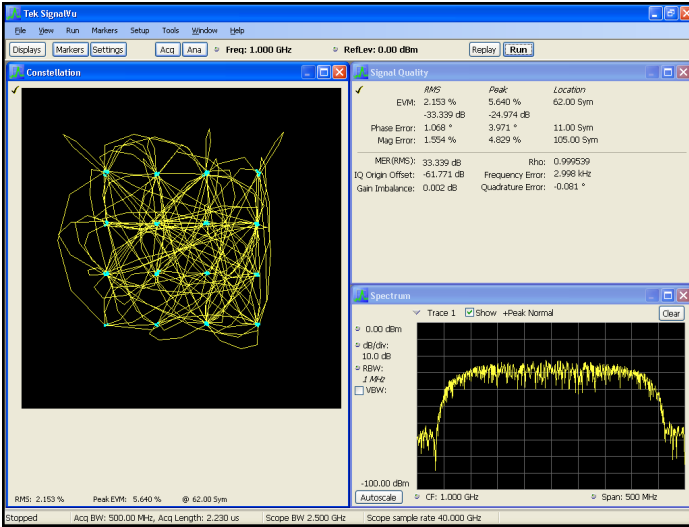 Tek SignalVu
File View Run Markers Setup Tools Window Help
Displays Markers Settings Acq Ana Freq: 1.000 GHz RefLev: 0.00 dBm Replay Run
Constellation
RMS: 2.153 % Peak EVM: 5.640 % @ 62.00 Sym
Signal Quality
RMS Peak Location
EVM: 2.153 % 5.640 % 62.00 Sym
-33.339 dB -24.974 dB
Phase Error: 1.068 ° 3.971 ° 11.00 Sym
Mag Error: 1.554 % 4.829 % 105.00 Sym
MER(RMS): 33.339 dB Rho: 0.999539
IQ Origin Offset: -61.771 dB Frequency Error: 2.998 kHz
Gain Imbalance: 0.002 dB Quadrature Error: -0.081 °
Spectrum
Trace 1 Show +Peak Normal Clear
0.00 dBm
dB/div:
10.0 dB
RBW:
1 MHz
VBW:
-100.00 dBm
Autoscale CF: 1.000 GHz Span: 500 MHz
Stopped Acq BW: 500.00 MHz, Acq Length: 2.230 us Scope BW 2.500 GHz Scope sample rate 40.000 GHz